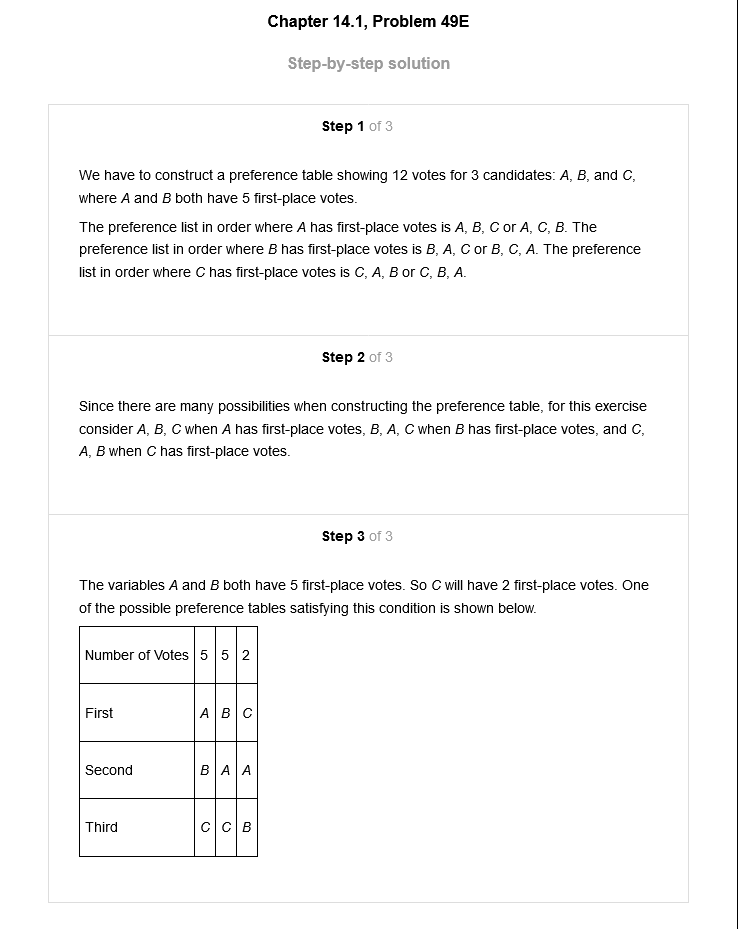 Chapter 14.1, Problem 49E
Step-by-step solution
Step 1 of 3
We have to construct a preference table showing 12 votes for 3 candidates: A, B, and C,
where A and B both have 5 first-place votes.
The preference list in order where A has first-place votes is A, B, C or A, C, B. The
preference list in order where B has first-place votes is B, A, C or B, C, A. The preference
list in order where C has first-place votes is C, A, B or C, B, A.
Step 2 of 3
Since there are many possibilities when constructing the preference table, for this exercise
consider A, B, C when A has first-place votes, B, A, C when B has first-place votes, and C,
A, B when C has first-place votes.
Step 3 of 3
The variables A and B both have 5 first-place votes. So C will have 2 first-place votes. One
of the possible preference tables satisfying this condition is shown below.
Number of Votes 5 5 2
First A B C
Second B A A
Third C C B